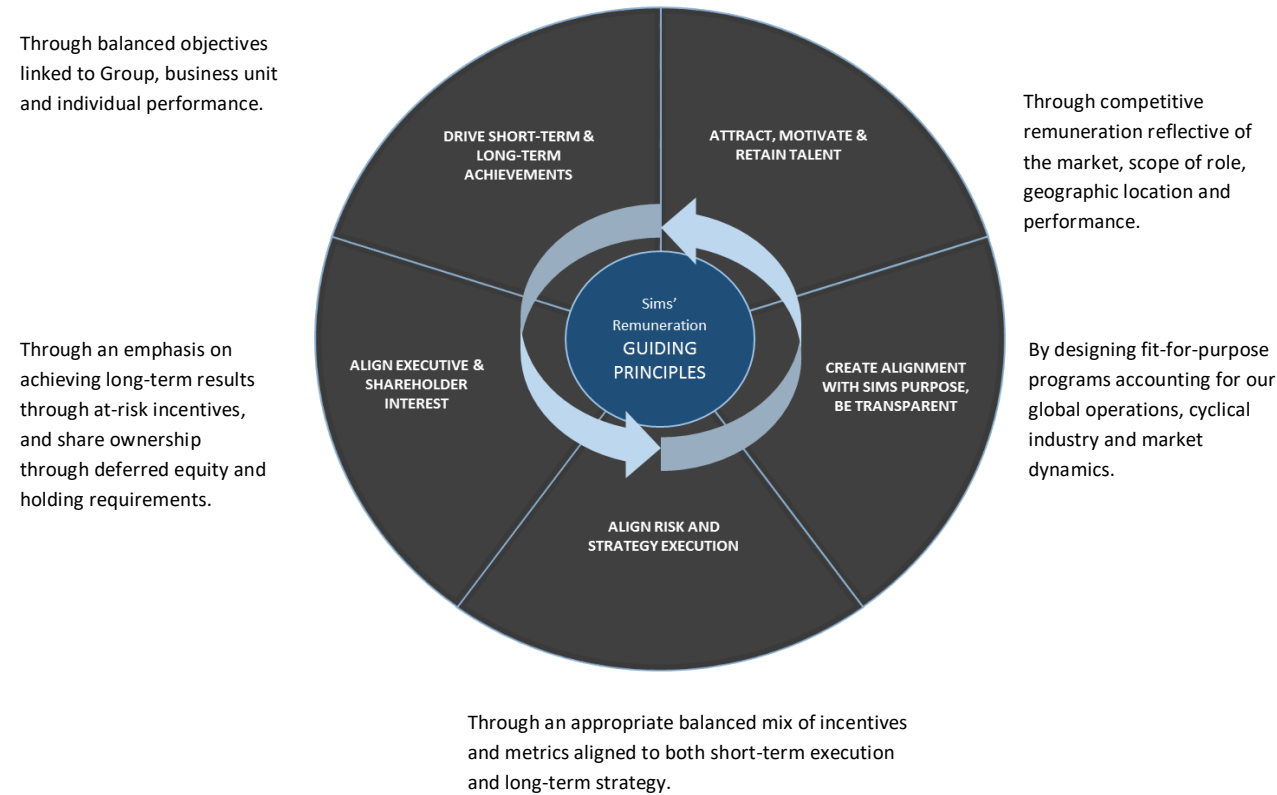 Through balanced objectives
linked to Group, business unit
and individual performance.
DRIVE SHORT-TERM &
LONG-TERM
ACHIEVEMENTS
ATTRACT, MOTIVATE &
RETAIN TALENT
Through competitive
remuneration reflective of
the market, scope of role,
geographic location and
performance.
Sims’
Remuneration
GUIDING
PRINCIPLES
Through an emphasis on
achieving long-term results
through at-risk incentives,
and share ownership
through deferred equity and
holding requirements.
ALIGN EXECUTIVE &
SHAREHOLDER
INTEREST
CREATE ALIGNMENT
WITH SIMS PURPOSE,
BE TRANSPARENT
By designing fit-for-purpose
programs accounting for our
global operations, cyclical
industry and market
dynamics.
ALIGN RISK AND
STRATEGY EXECUTION
Through an appropriate balanced mix of incentives
and metrics aligned to both short-term execution
and long-term strategy.